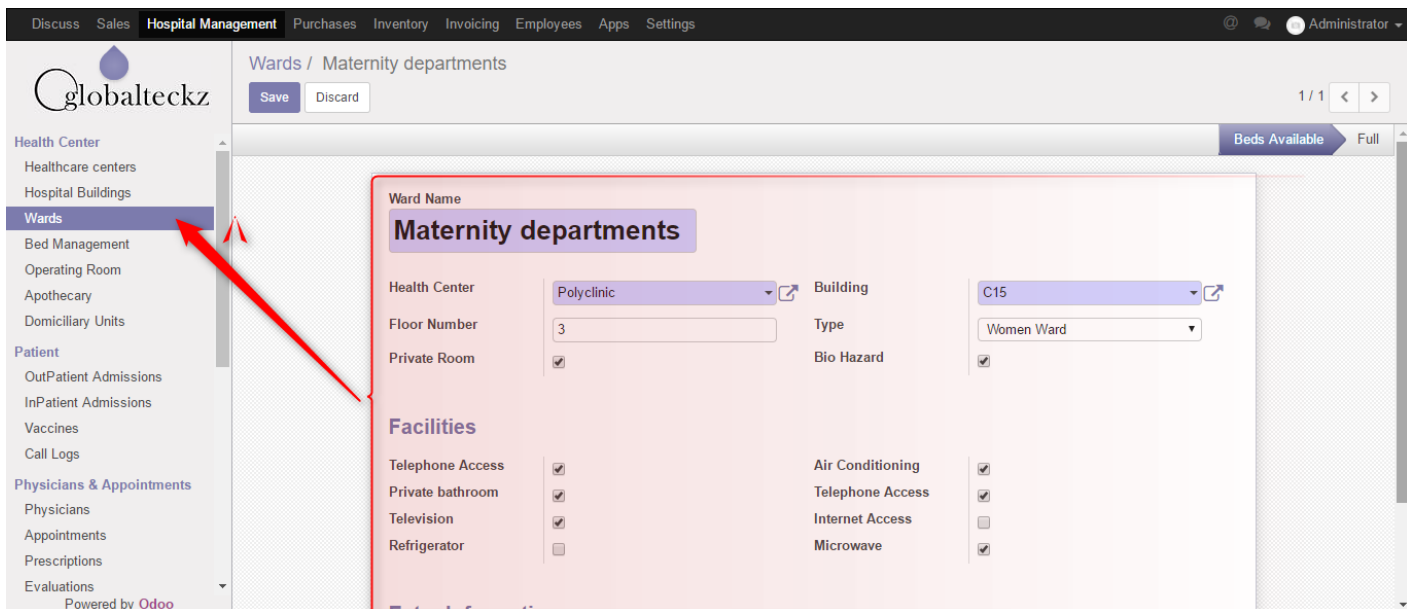 Discuss Sales Hospital Management Purchases Inventory Invoicing Employees Apps Settings
@ Administrator
globalteckz
Wards / Maternity departments
Save Discard
1 / 1
Beds Available Full
Health Center
Healthcare centers
Hospital Buildings
Wards
Bed Management
Operating Room
Apothecary
Domiciliary Units
Patient
OutPatient Admissions
InPatient Admissions
Vaccines
Call Logs
Physicians & Appointments
Physicians
Appointments
Prescriptions
Evaluations
Powered by Odoo
Ward Name
Maternity departments
Health Center Polyclinic Building C15
Floor Number 3 Type Women Ward
Private Room Bio Hazard
Facilities
Telephone Access Air Conditioning
Private bathroom Telephone Access
Television Internet Access
Refrigerator Microwave